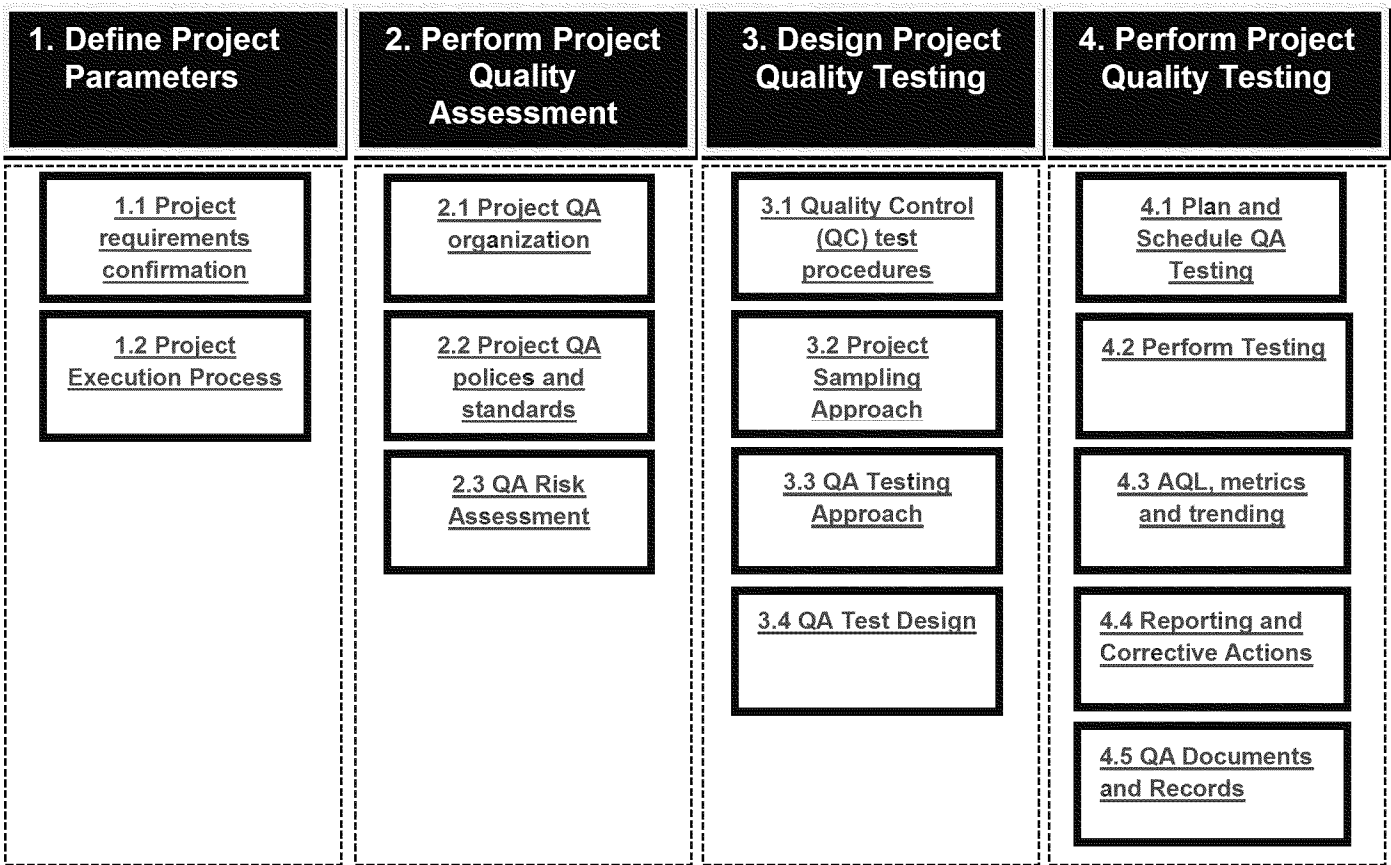 1. Define Project
Parameters
2. Perform Project
Quality
Assessment
3. Design Project
Quality Testing
4. Perform Project
Quality Testing
1.1 Project
requirements
confirmation
1.2 Project
Execution Process
2.1 Project QA
organization
2.2 Project QA
polices and
standards
2.3 QA Risk
Assessment
3.1 Quality Control
(QC) test
procedures
3.2 Project
Sampling
Approach
3.3 QA Testing
Approach
3.4 QA Test Design
4.1 Plan and
Schedule QA
Testing
4.2 Perform Testing
4.3 AQL, metrics
and trending
4.4 Reporting and
Corrective Actions
4.5 QA Documents
and Records